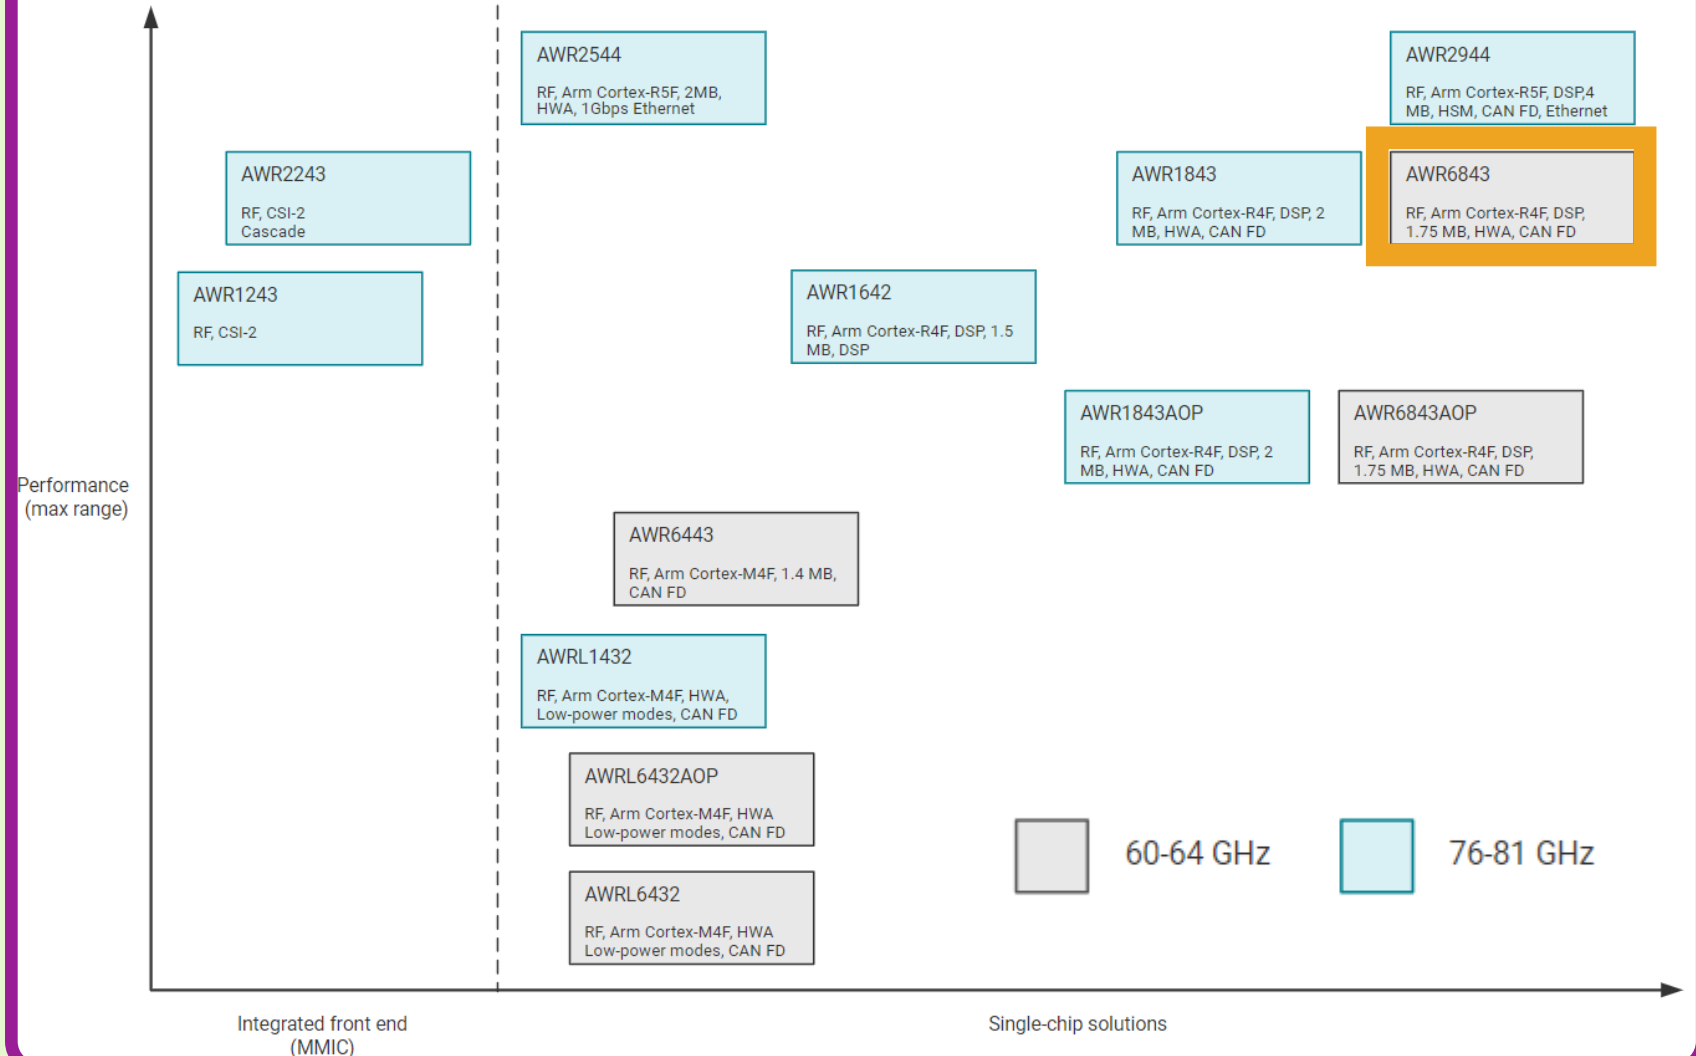 AWR2544
RF, Arm Cortex-R5F, 2MB,
HWA, 1Gbps Ethernet
AWR2944
RF, Arm Cortex-R5F, DSP,4
MB, HSM, CAN FD, Ethernet
AWR2243
RF, CSI-2
Cascade
AWR1843
RF, Arm Cortex-R4F, DSP, 2
MB, HWA, CAN FD
AWR6843
RF, Arm Cortex-R4F, DSP,
1.75 MB, HWA, CAN FD
AWR1243
RF, CSI-2
AWR1642
RF, Arm Cortex-R4F, DSP, 1.5
MB, DSP
AWR1843AOP
RF, Arm Cortex-R4F, DSP, 2
MB, HWA, CAN FD
AWR6843AOP
RF, Arm Cortex-R4F, DSP,
1.75 MB, HWA, CAN FD
Performance
(max range)
AWR6443
RF, Arm Cortex-M4F, 1.4 MB,
CAN FD
AWRL1432
RF, Arm Cortex-M4F, HWA,
Low-power modes, CAN FD
AWRL6432AOP
RF, Arm Cortex-M4F, HWA
Low-power modes, CAN FD
AWRL6432
RF, Arm Cortex-M4F, HWA
Low-power modes, CAN FD
60-64 GHz
76-81 GHz
Integrated front end
(MMIC)
Single-chip solutions